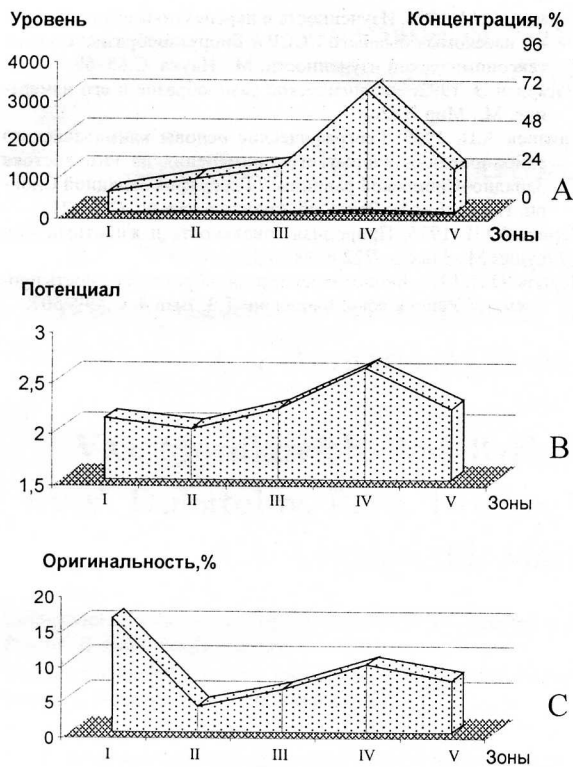 Уровень Концентрация, %
4000 96
3000 72
2000 48
1000 24
0 0 А
I II III IV V Зоны
Потенциал
3
2,5
2 В
1,5
I II III IV V Зоны
Оригинальность,%
20
15
10
5 С
0
I II III IV V Зоны